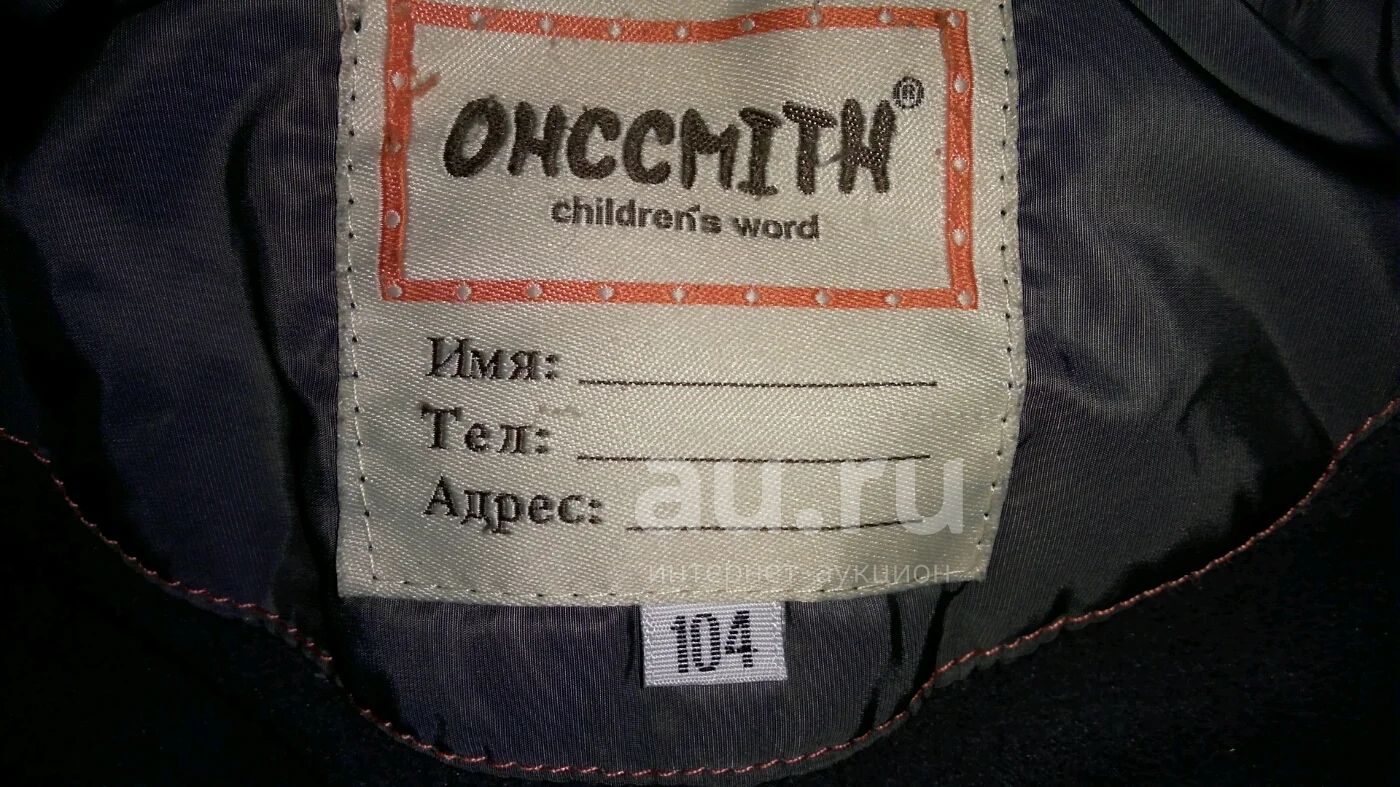 OHCCMITH®
children's word
Имя:
Тел:
Адрес:
au.ru
интернет-аукцион
104